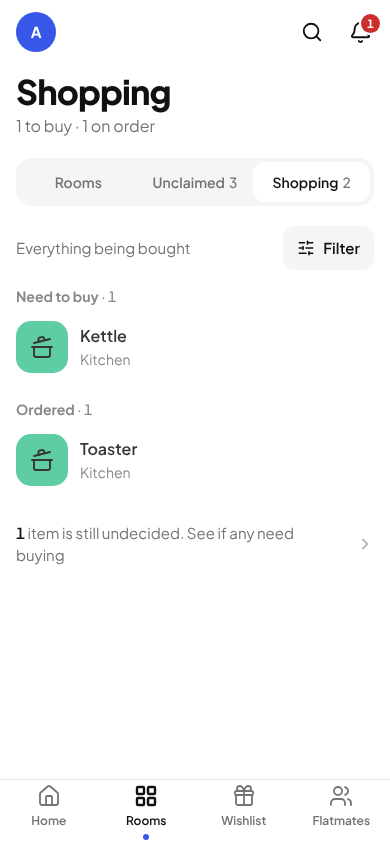 A
1
Shopping
1 to buy · 1 on order
Rooms
Unclaimed 3
Shopping 2
Everything being bought
Filter
Need to buy · 1
Kettle
Kitchen
Ordered · 1
Toaster
Kitchen
1 item is still undecided. See if any need
buying
Home
Rooms
Wishlist
Flatmates